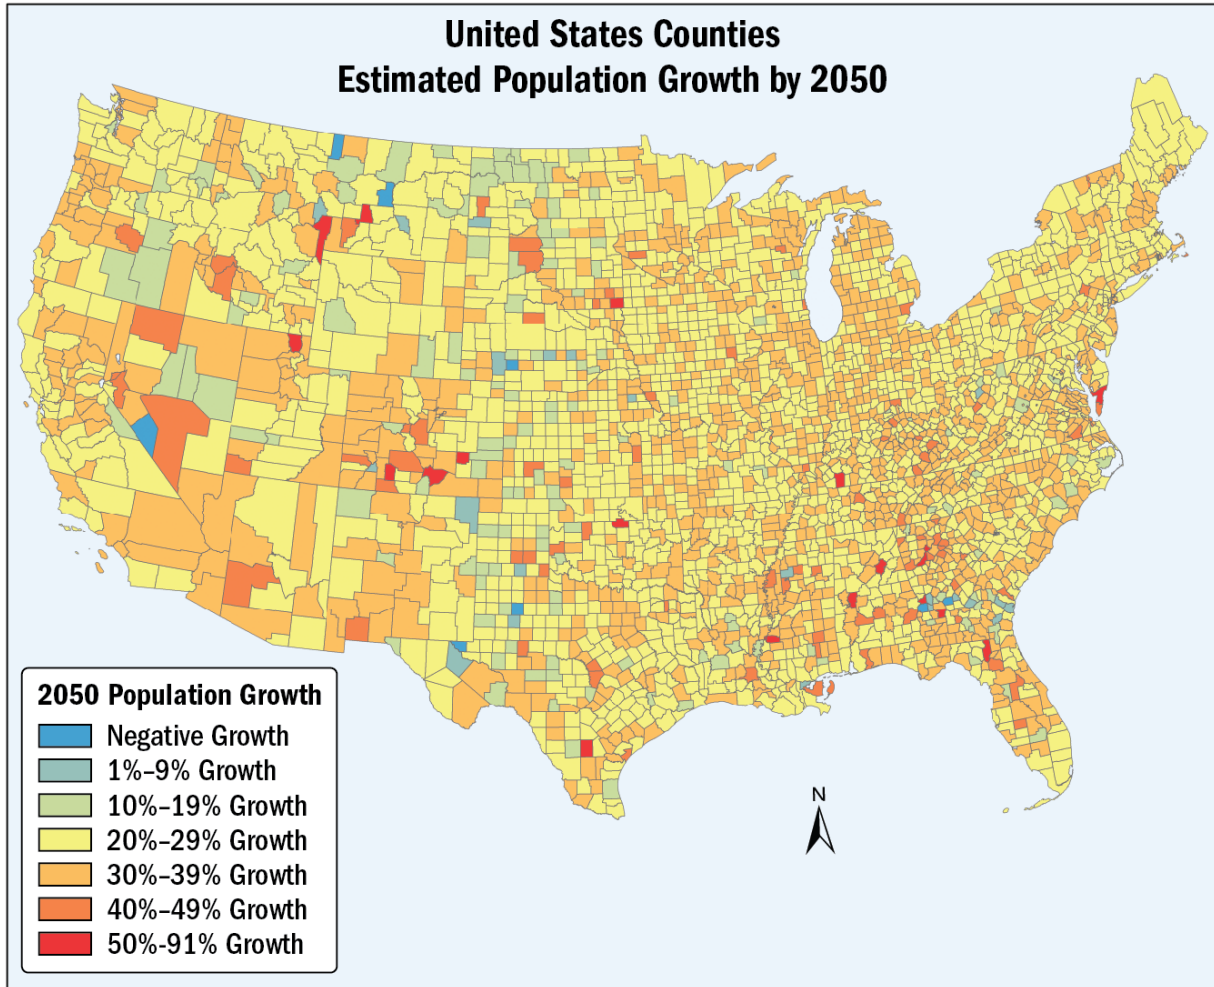 United States Counties
Estimated Population Growth by 2050
2050 Population Growth
Negative Growth
1%–9% Growth
10%–19% Growth
20%–29% Growth
30%–39% Growth
40%–49% Growth
50%-91% Growth
N